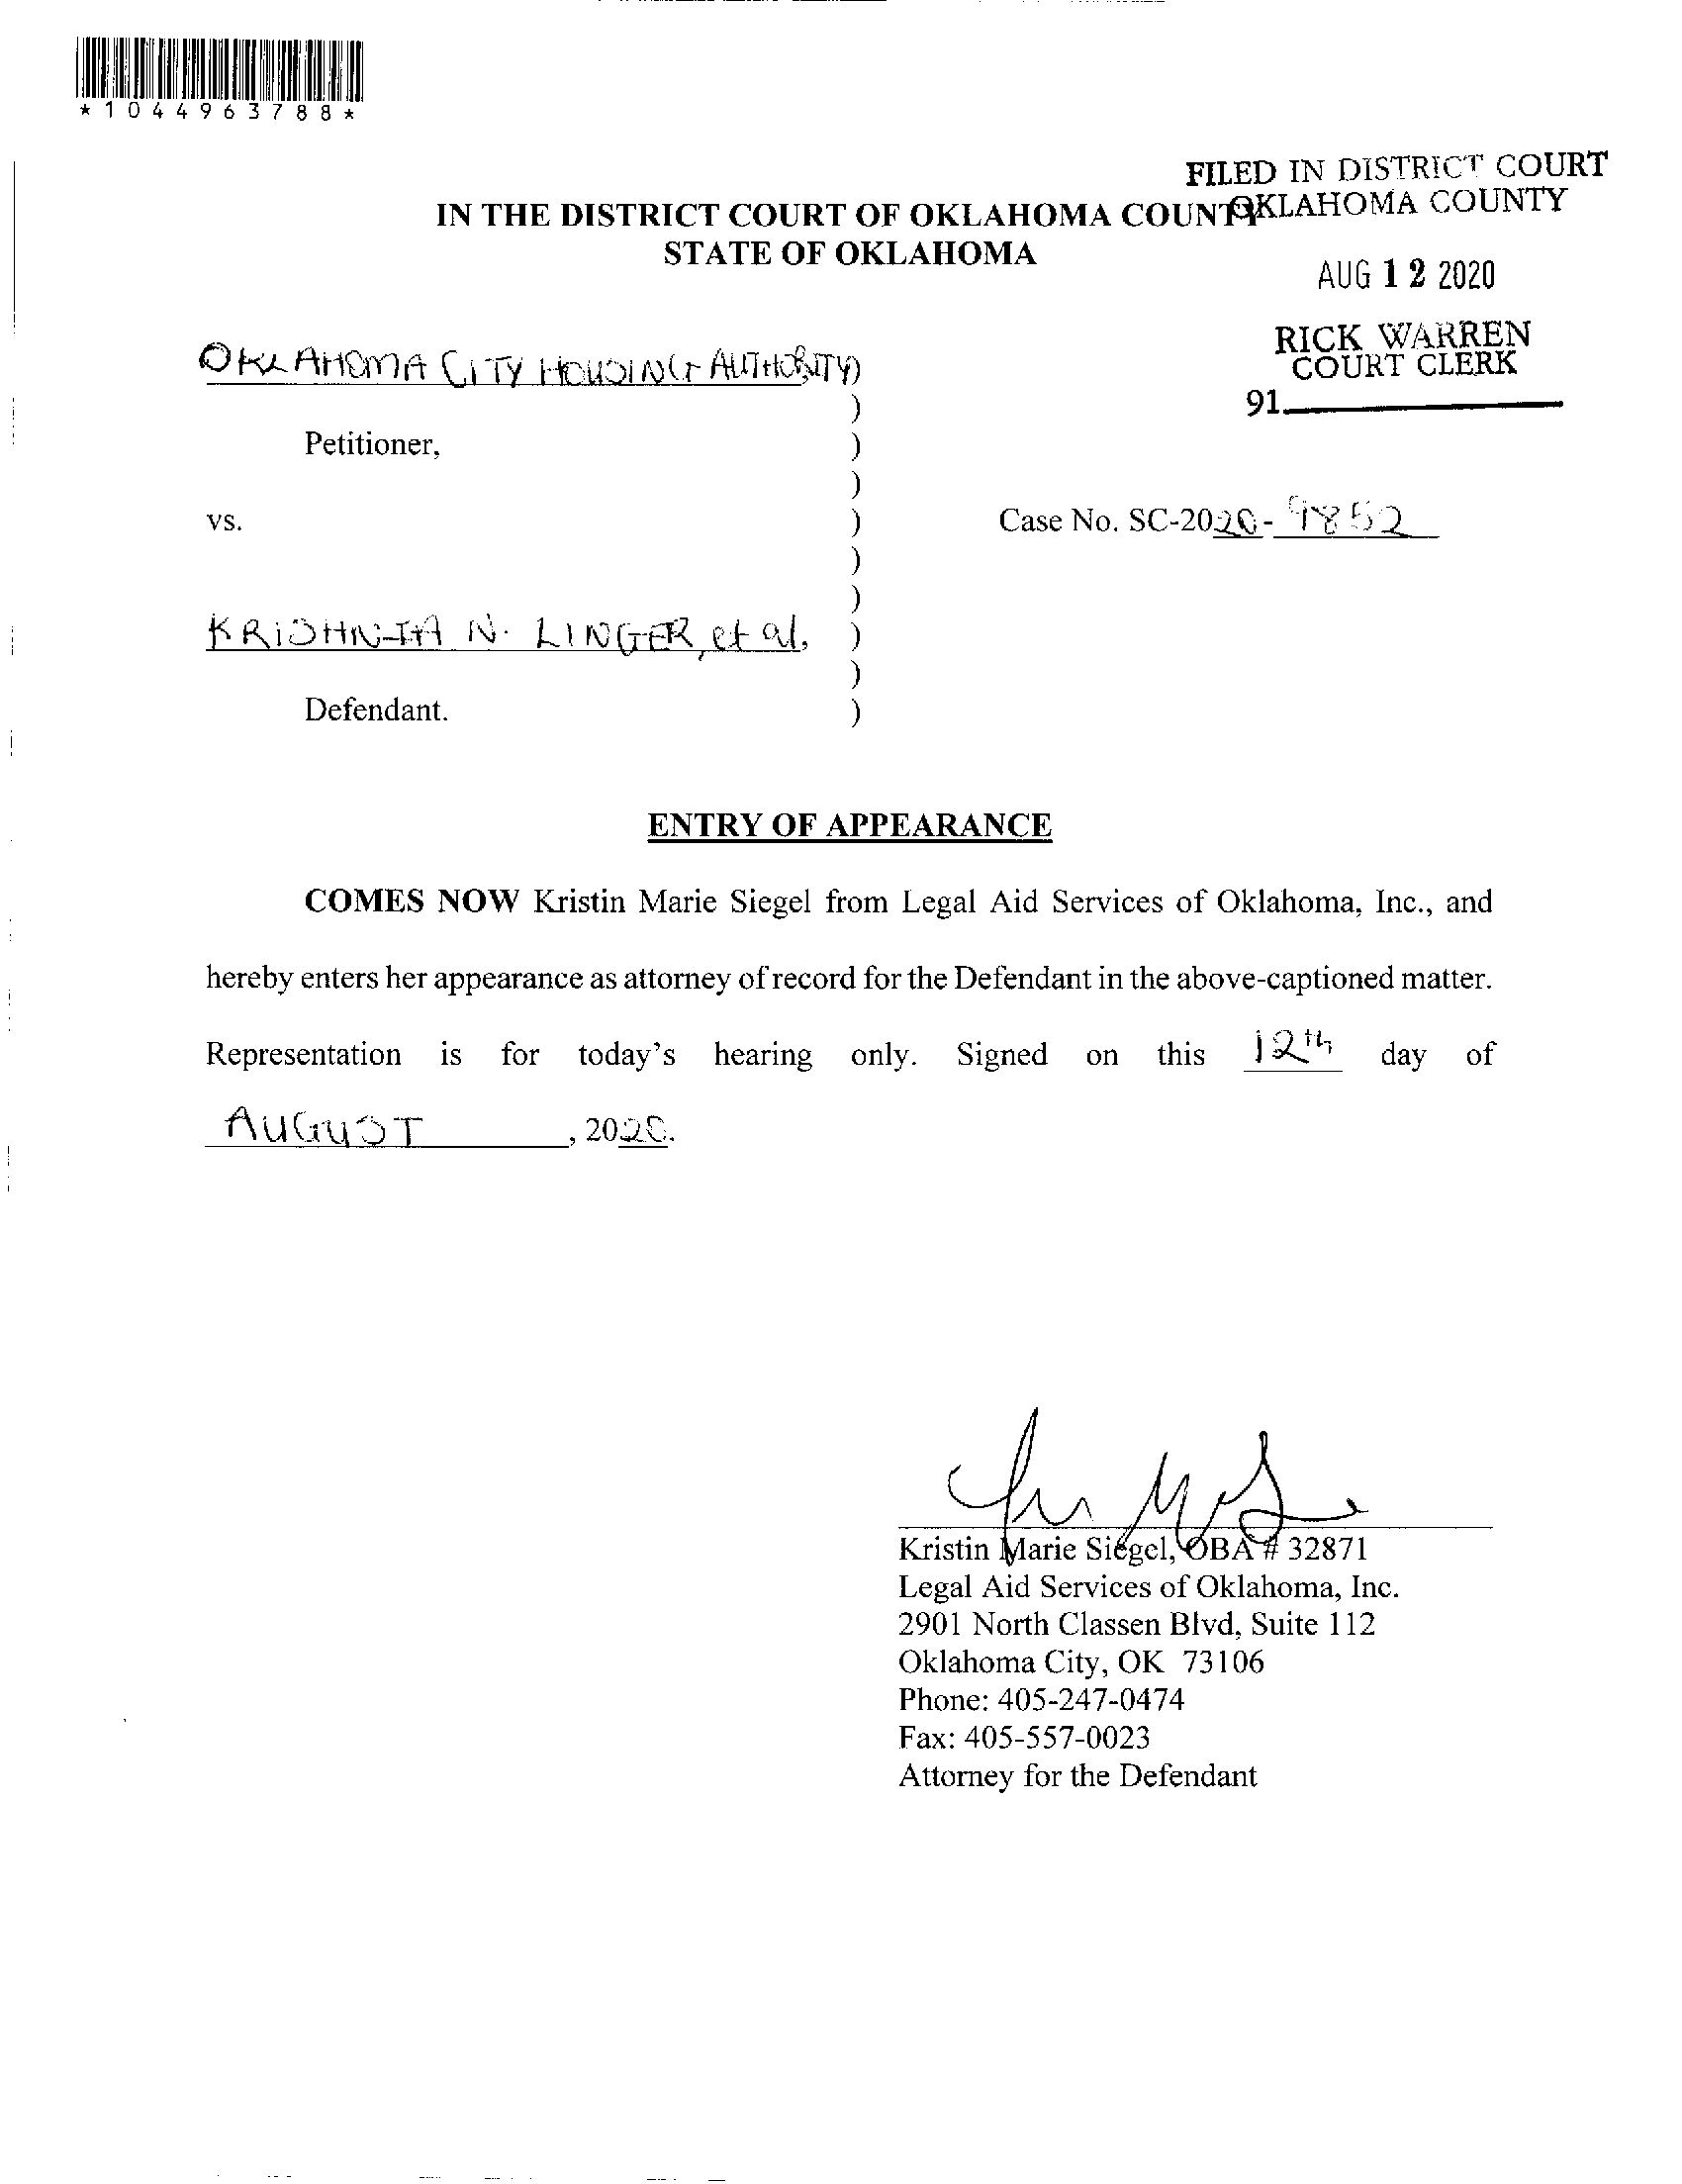 *1044963788*
FILED IN DISTRICT COURT
OKLAHOMA COUNTY
IN THE DISTRICT COURT OF OKLAHOMA COUNTY
STATE OF OKLAHOMA
AUG 12 2020
RICK WARREN
COURT CLERK
91
OKLAHOMA CITY HOUSING AUTHORITY)
)
Petitioner, )
)
vs. ) Case No. SC-2020-9852
)
)
N. LINGER, et al, )
)
Defendant. )
ENTRY OF APPEARANCE
COMES NOW Kristin Marie Siegel from Legal Aid Services of Oklahoma, Inc., and
hereby enters her appearance as attorney of record for the Defendant in the above-captioned matter.
Representation is for today's hearing only. Signed on this 12th day of
AUGUST, 2020.
Kristin Marie Siegel, OBA # 32871
Legal Aid Services of Oklahoma, Inc.
2901 North Classen Blvd, Suite 112
Oklahoma City, OK 73106
Phone: 405-247-0474
Fax: 405-557-0023
Attorney for the Defendant